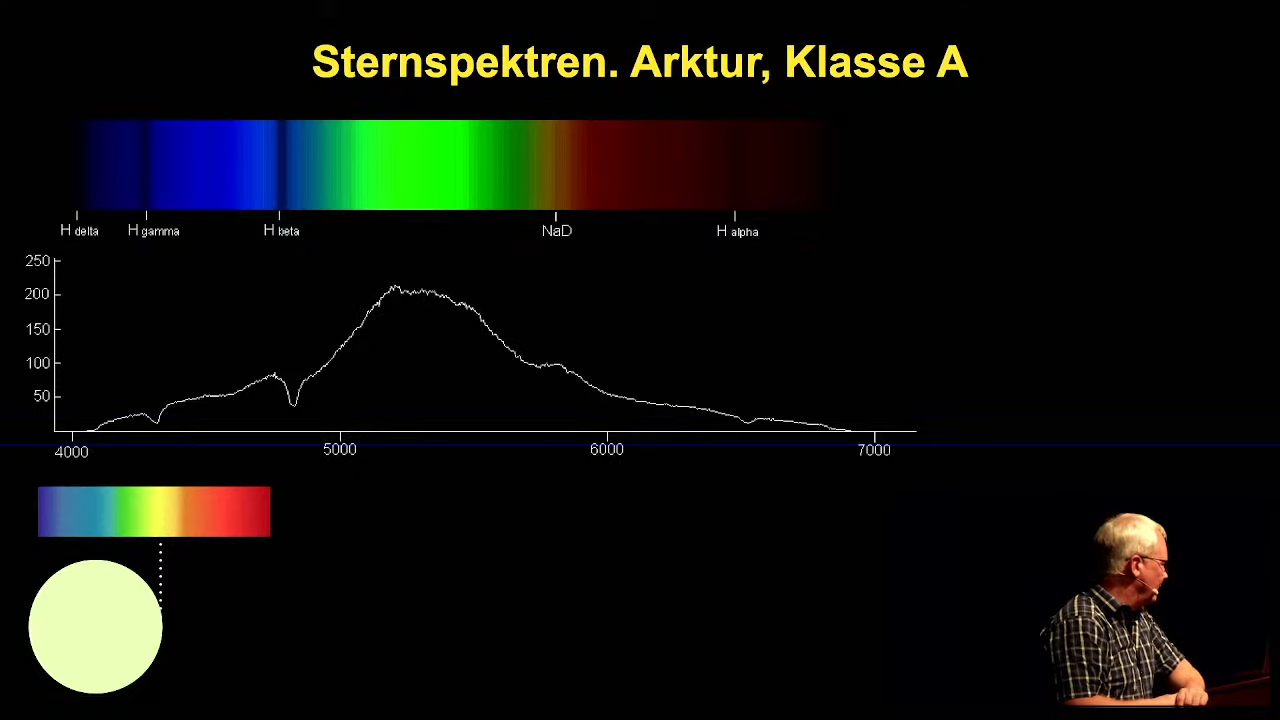 Sternspektren. Arktur, Klasse A
H delta H gamma H beta NaD H alpha
250
200
150
100
50
4000 5000 6000 7000